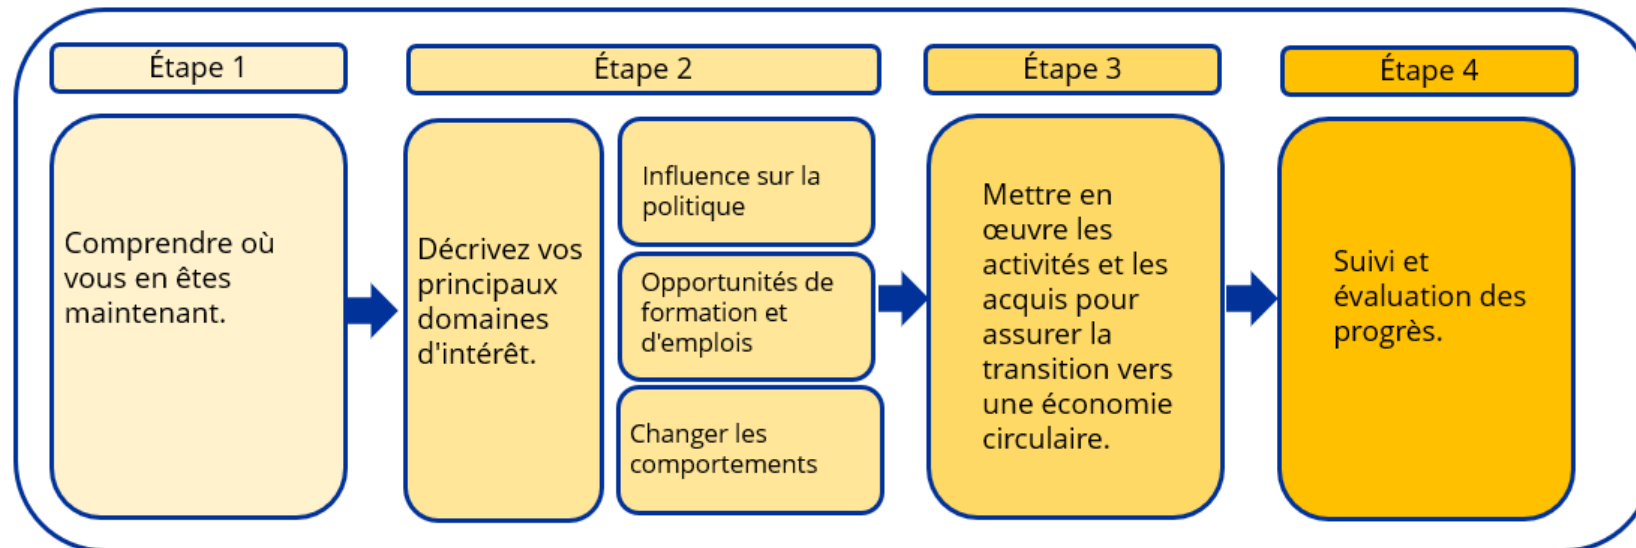 Étape 1
Comprendre où
vous en êtes
maintenant.
Étape 2
Décrivez vos
principaux
domaines
d'intérêt.
Influence sur la
politique
Opportunités de
formation et
d'emplois
Changer les
comportements
Étape 3
Mettre en
œuvre les
activités et les
acquis pour
assurer la
transition vers
une économie
circulaire.
Étape 4
Suivi et
évaluation des
progrès.